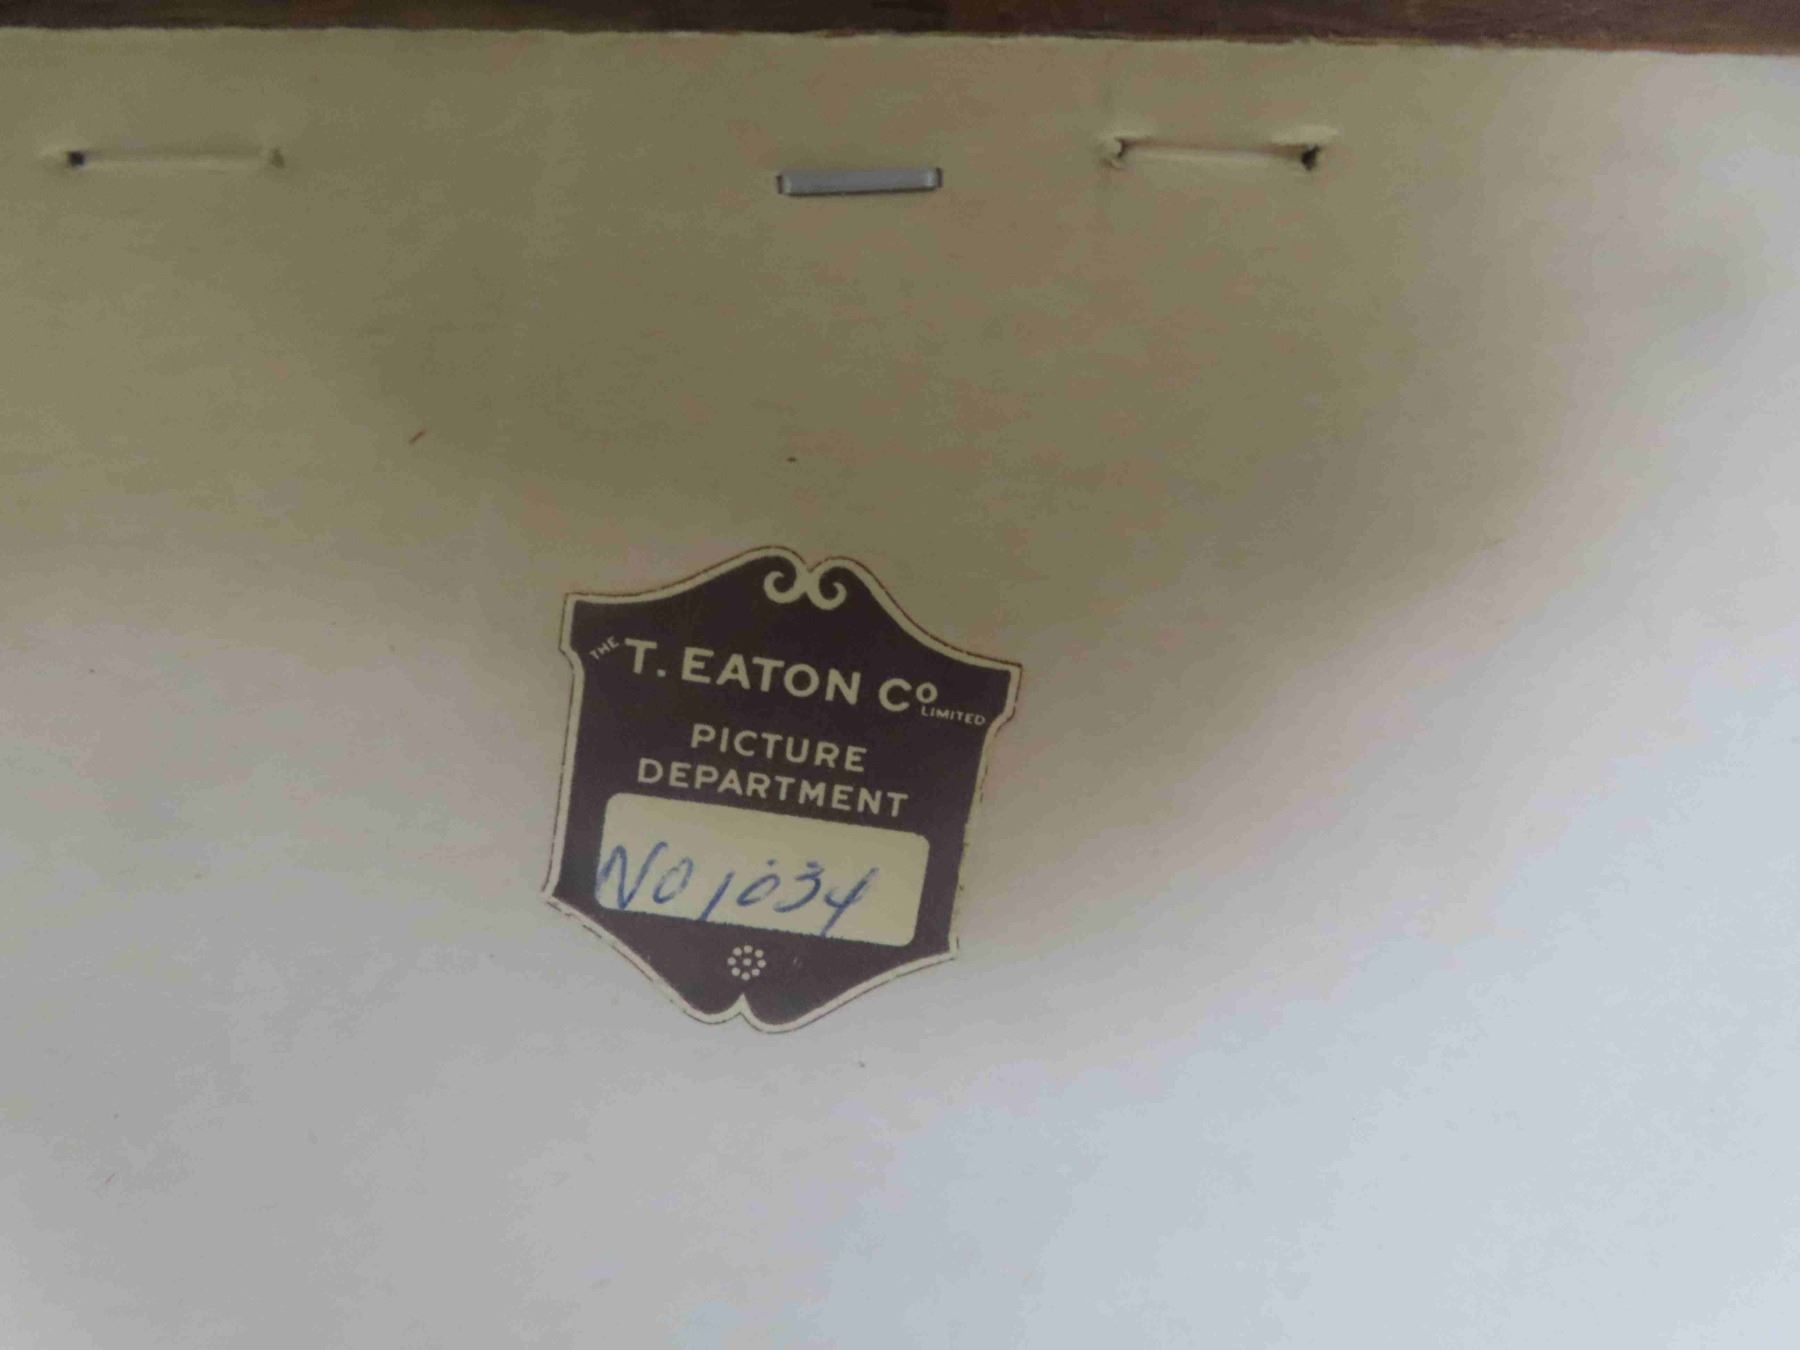 THE T. EATON Co LIMITED
PICTURE
DEPARTMENT
No 1034